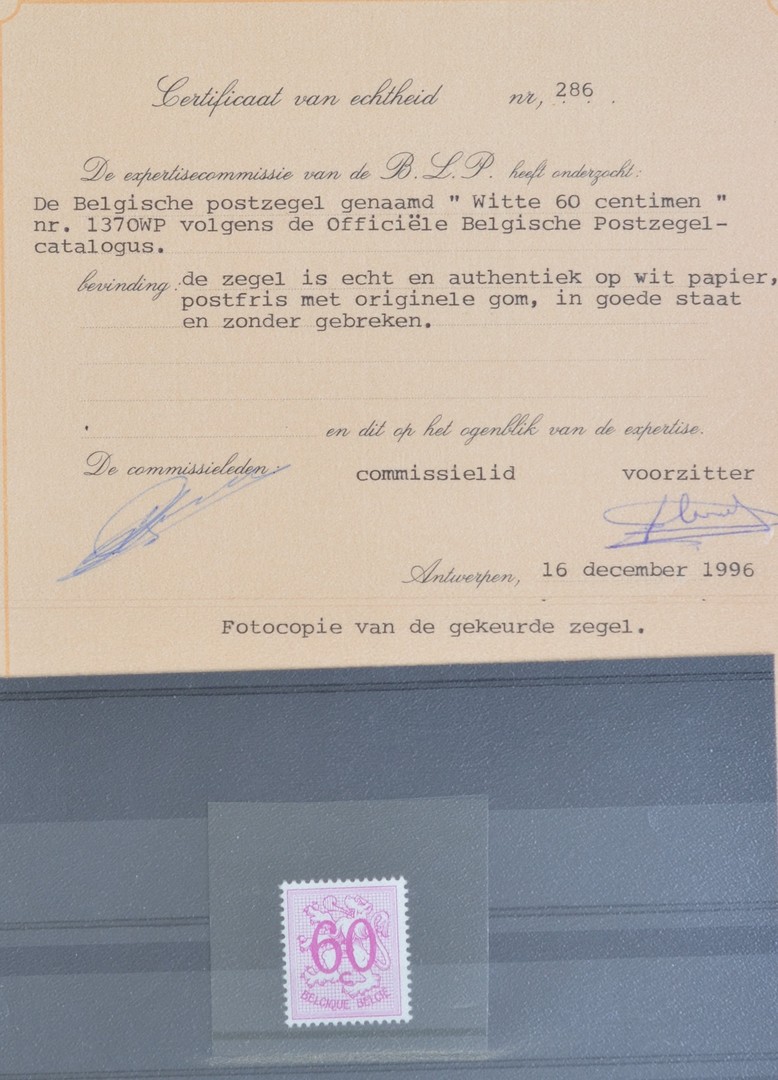 Certificaat van echtheid nr, 286 .
De expertisecommissie van de B.L.P. heeft onderzocht:
De Belgische postzegel genaamd " Witte 60 centimen "
nr. 1370WP volgens de Officiële Belgische Postzegel-
catalogus.
bevinding: de zegel is echt en authentiek op wit papier,
postfris met originele gom, in goede staat
en zonder gebreken.
en dit op het ogenblik van de expertise.
De commissieleden: commissielid voorzitter
Antwerpen, 16 december 1996
Fotocopie van de gekeurde zegel.
60
C
BELGIQUE BELGIË